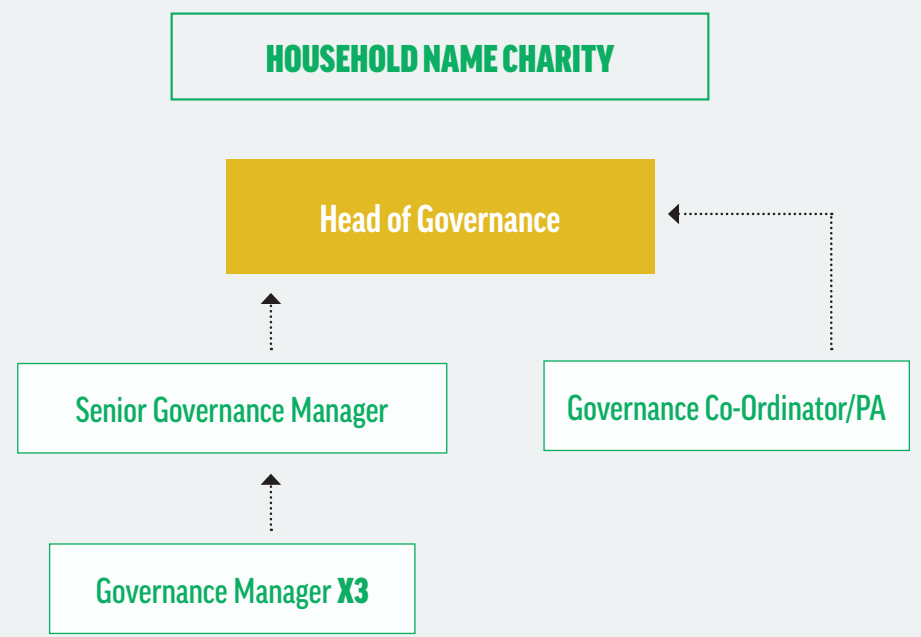 HOUSEHOLD NAME CHARITY
Head of Governance
Senior Governance Manager
Governance Co-Ordinator/PA
Governance Manager X3